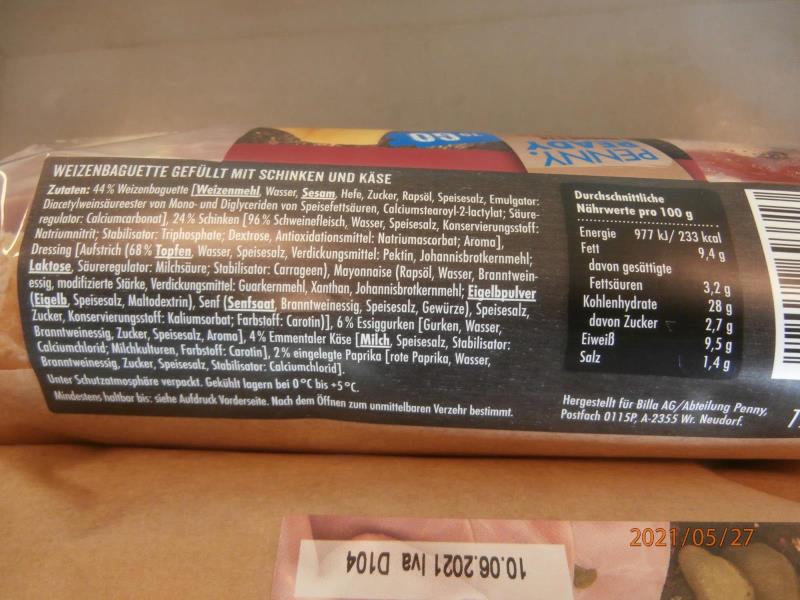 TO GO
PENNY.
READY
WEIZENBAGUETTE GEFÜLLT MIT SCHINKEN UND KÄSE
Zutaten: 44% Weizenbaguette [Weizenmehl, Wasser, Sesam, Hefe, Zucker, Rapsöl, Speisesalz, Emulgator:
Diacetylweinsäureester von Mono- und Diglyceriden von Speisefettsäuren, Calciumstearoyl-2-lactylat; Säure-
regulator: Calciumcarbonat], 24% Schinken [96% Schweinefleisch, Wasser, Speisesalz, Konservierungsstoff:
Natriumnitrit; Stabilisator: Triphosphate; Dextrose, Antioxidationsmittel: Natriumascorbat; Aroma],
Dressing [Aufstrich (68% Topfen, Wasser, Speisesalz, Verdickungsmittel: Pektin, Johannisbrotkernmehl;
Laktose, Säureregulator: Milchsäure; Stabilisator: Carrageen), Mayonnaise (Rapsöl, Wasser, Branntwein-
essig, modifizierte Stärke, Verdickungsmittel: Guarkernmehl, Xanthan, Johannisbrotkernmehl; Eigelbpulver
(Eigelb, Speisesalz, Maltodextrin), Senf (Senfsaat, Branntweinessig, Speisesalz, Gewürze), Speisesalz,
Zucker, Konservierungsstoff: Kaliumsorbat; Farbstoff: Carotin)], 6% Essiggurken [Gurken, Wasser,
Branntweinessig, Zucker, Speisesalz, Aroma], 4% Emmentaler Käse [Milch, Speisesalz, Stabilisator:
Calciumchlorid; Milchkulturen, Farbstoff: Carotin], 2% eingelegte Paprika [rote Paprika, Wasser,
Branntweinessig, Zucker, Speisesalz, Stabilisator: Calciumchlorid].
Unter Schutzatmosphäre verpackt. Gekühlt lagern bei 0°C bis +5°C.
Mindestens haltbar bis: siehe Aufdruck Vorderseite. Nach dem Öffnen zum unmittelbaren Verzehr bestimmt.
Durchschnittliche
Nährwerte pro 100 g
Energie 977 kJ/ 233 kcal
Fett 9,4 g
davon gesättigte
Fettsäuren 3,2 g
Kohlenhydrate 28 g
davon Zucker 2,7 g
Eiweiß 9,5 g
Salz 1,4 g
Hergestellt für Billa AG/Abteilung Penny,
Postfach 0115P, A-2355 Wr. Neudorf.
10.06.2021 Iva D104
2021/05/27